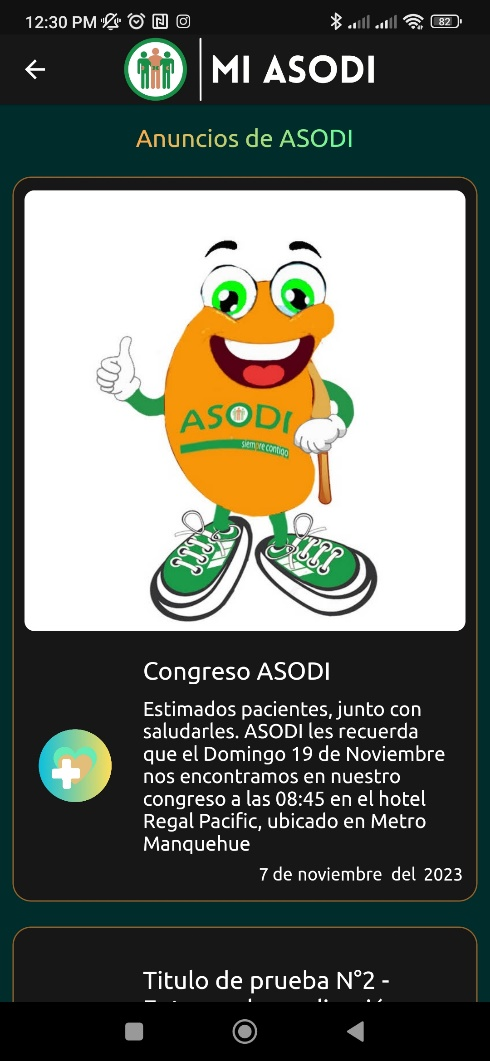 12:30 PM
82
MI ASODI
Anuncios de ASODI
ASODI
siempre contigo
Congreso ASODI
Estimados pacientes, junto con
saludarles. ASODI les recuerda
que el Domingo 19 de Noviembre
nos encontramos en nuestro
congreso a las 08:45 en el hotel
Regal Pacific, ubicado en Metro
Manquehue
7 de noviembre del 2023
Titulo de prueba N°2 -